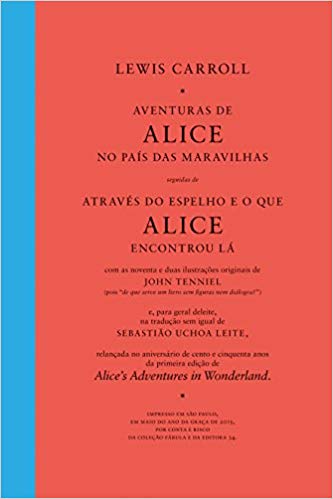 LEWIS CARROLL
*
AVENTURAS DE
ALICE
NO PAÍS DAS MARAVILHAS
seguidas de
ATRAVÉS DO ESPELHO E O QUE
ALICE
ENCONTROU LÁ
com as noventa e duas ilustrações originais de
JOHN TENNIEL
(pois “de que serve um livro sem figuras nem diálogos?”)
e, para geral deleite,
na tradução sem igual de
SEBASTIÃO UCHOA LEITE,
relançada no aniversário de cento e cinquenta anos
da primeira edição de
Alice’s Adventures in Wonderland.
*
IMPRESSO EM SÃO PAULO,
EM MAIO DO ANO DA GRAÇA DE 2015,
POR CONTA E RISCO
DA COLEÇÃO FÁBULA E DA EDITORA 34.